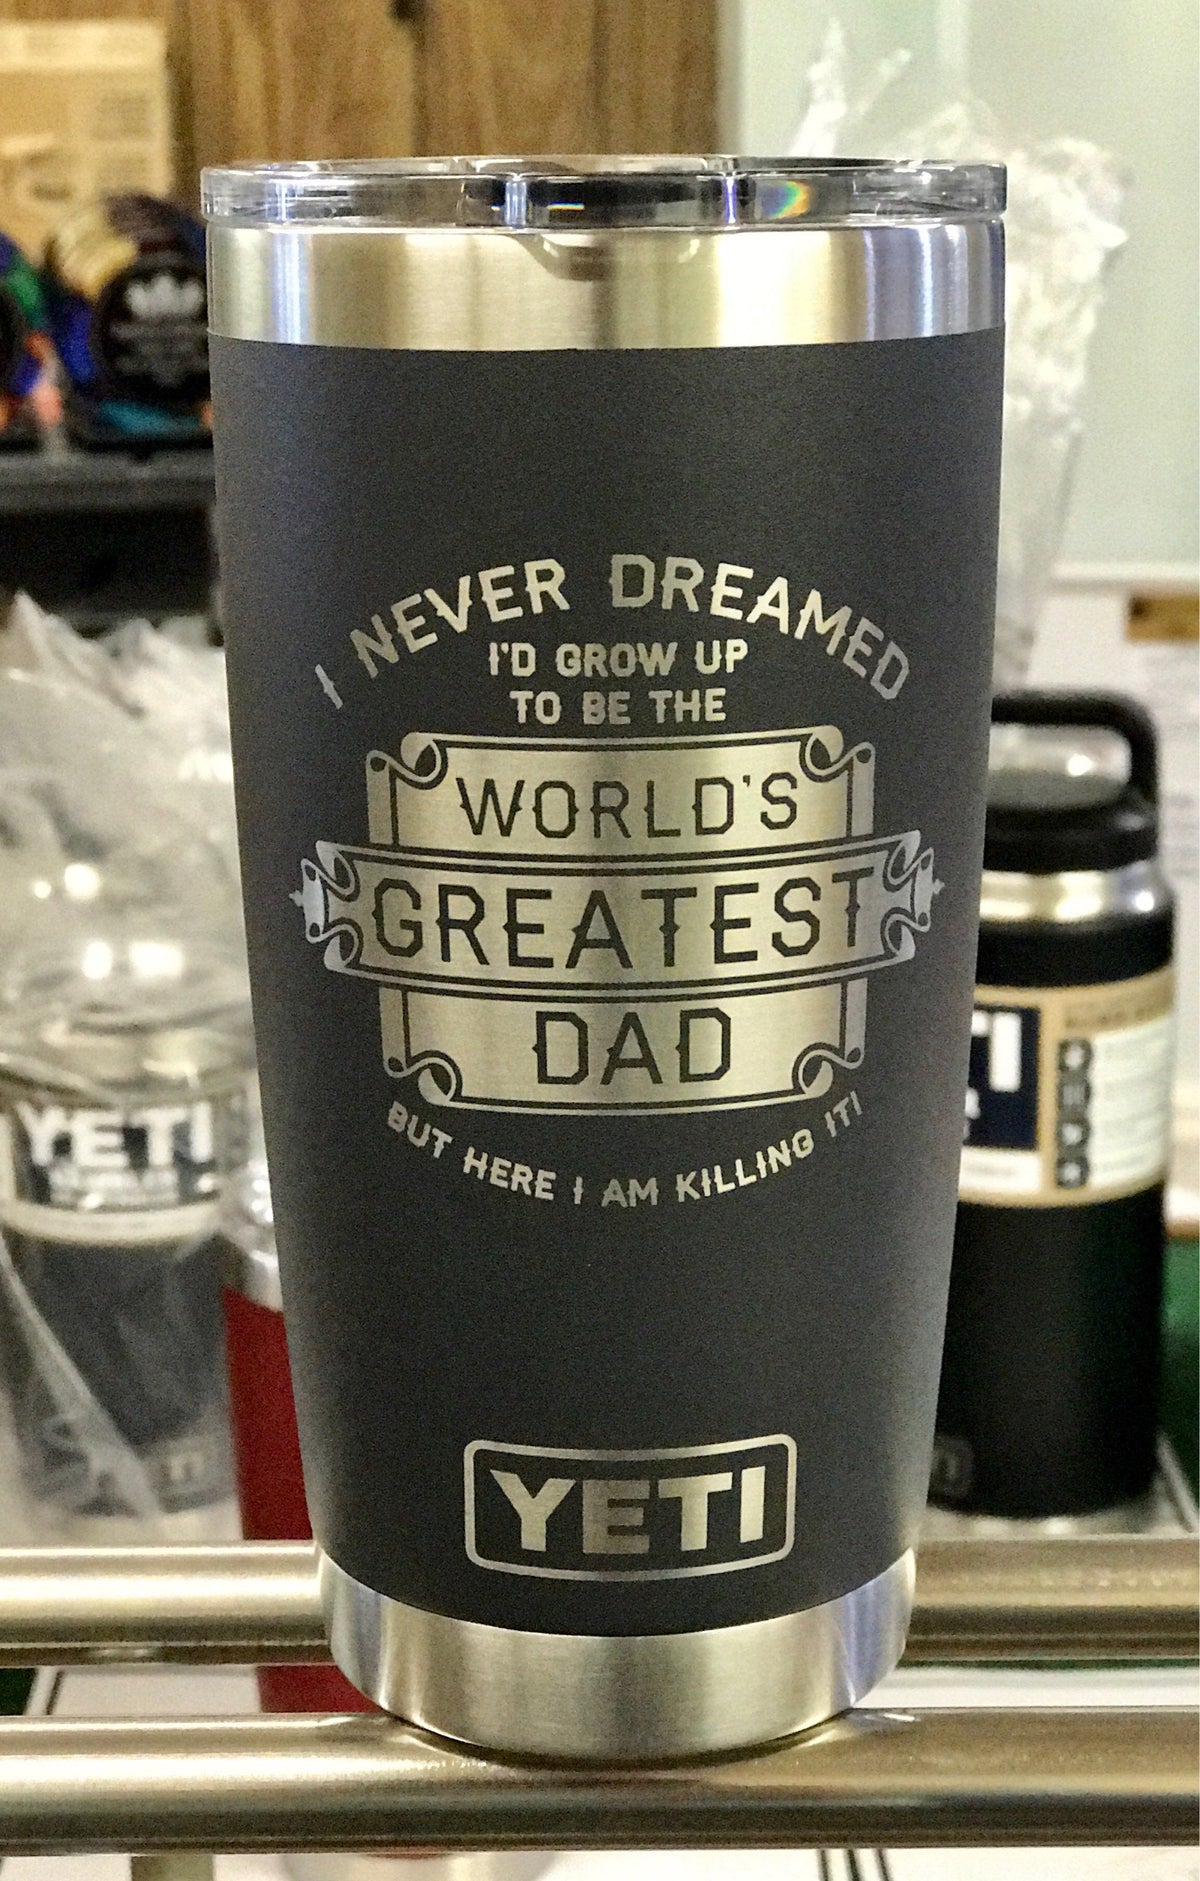 I NEVER DREAMED
I'D GROW UP
TO BE THE
WORLD'S
GREATEST
DAD
BUT HERE I AM KILLING IT!
YETI
YETI